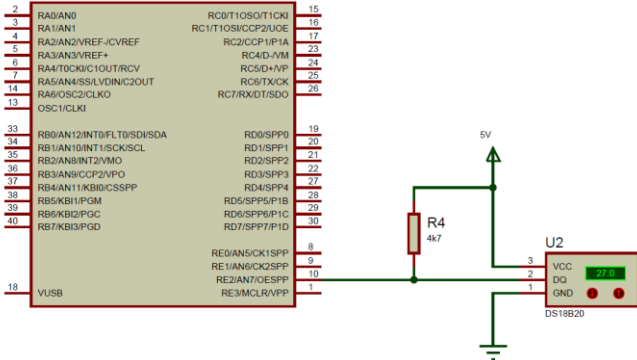 2 RA0/AN0 RC0/T1OSO/T1CKI 15
3 RA1/AN1 RC1/T1OSI/CCP2/UOE 16
4 RA2/AN2/VREF-/CVREF RC2/CCP1/P1A 17
5 RA3/AN3/VREF+ RC4/D-/VM 23
6 RA4/T0CKI/C1OUT/RCV RC5/D+/VP 24
7 RA5/AN4/SS/LVDIN/C2OUT RC6/TX/CK 25
14 RA6/OSC2/CLKO RC7/RX/DT/SDO 26
13 OSC1/CLKI
33 RB0/AN12/INT0/FLT0/SDI/SDA RD0/SPP0 19
34 RB1/AN10/INT1/SCK/SCL RD1/SPP1 20
35 RB2/AN8/INT2/VMO RD2/SPP2 21
36 RB3/AN9/CCP2/VPO RD3/SPP3 22
37 RB4/AN11/KBI0/CSSPP RD4/SPP4 27
38 RB5/KBI1/PGM RD5/SPP5/P1B 28
39 RB6/KBI2/PGC RD6/SPP6/P1C 29
40 RB7/KBI3/PGD RD7/SPP7/P1D 30
RE0/AN5/CK1SPP 8
RE1/AN6/CK2SPP 9
RE2/AN7/OESPP 10
18 VUSB RE3/MCLR/VPP 1
5V
R4
4k7
U2
3 VCC 27.0
2 DQ
1 GND
DS18B20